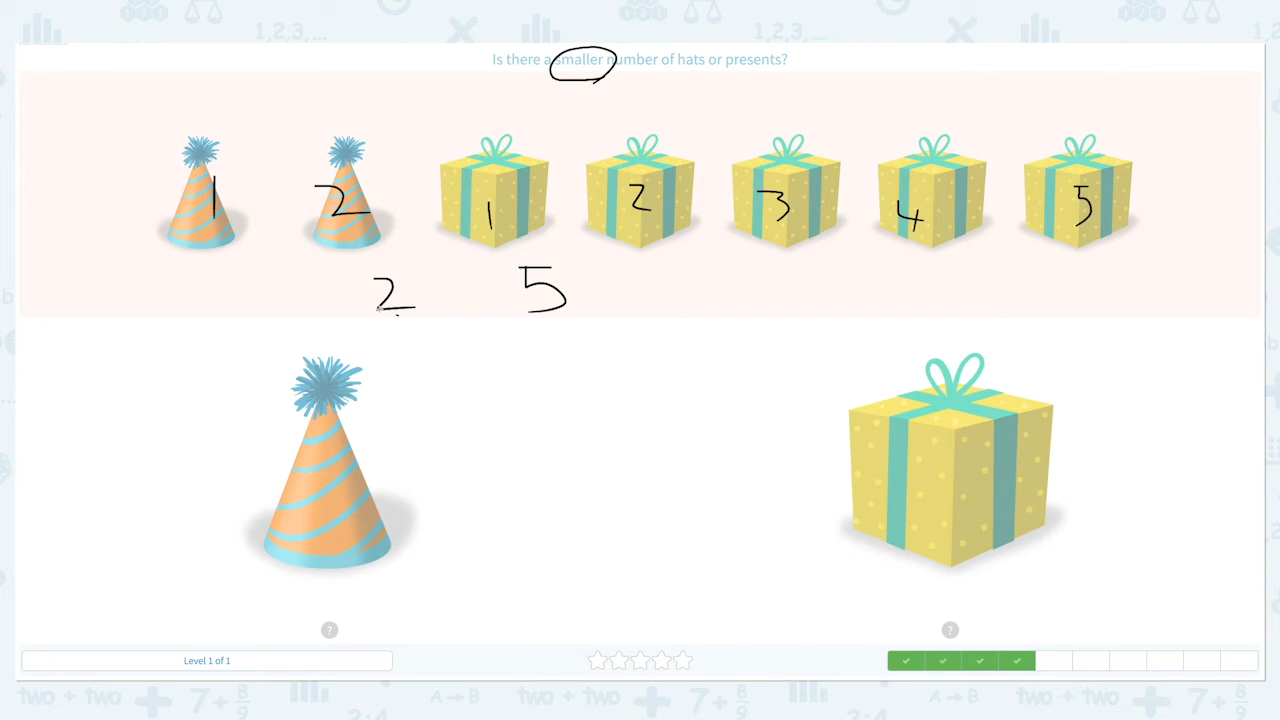 Is there a smaller number of hats or presents?
1 2 1 2 3 4 5
2 5
? ?
Level 1 of 1